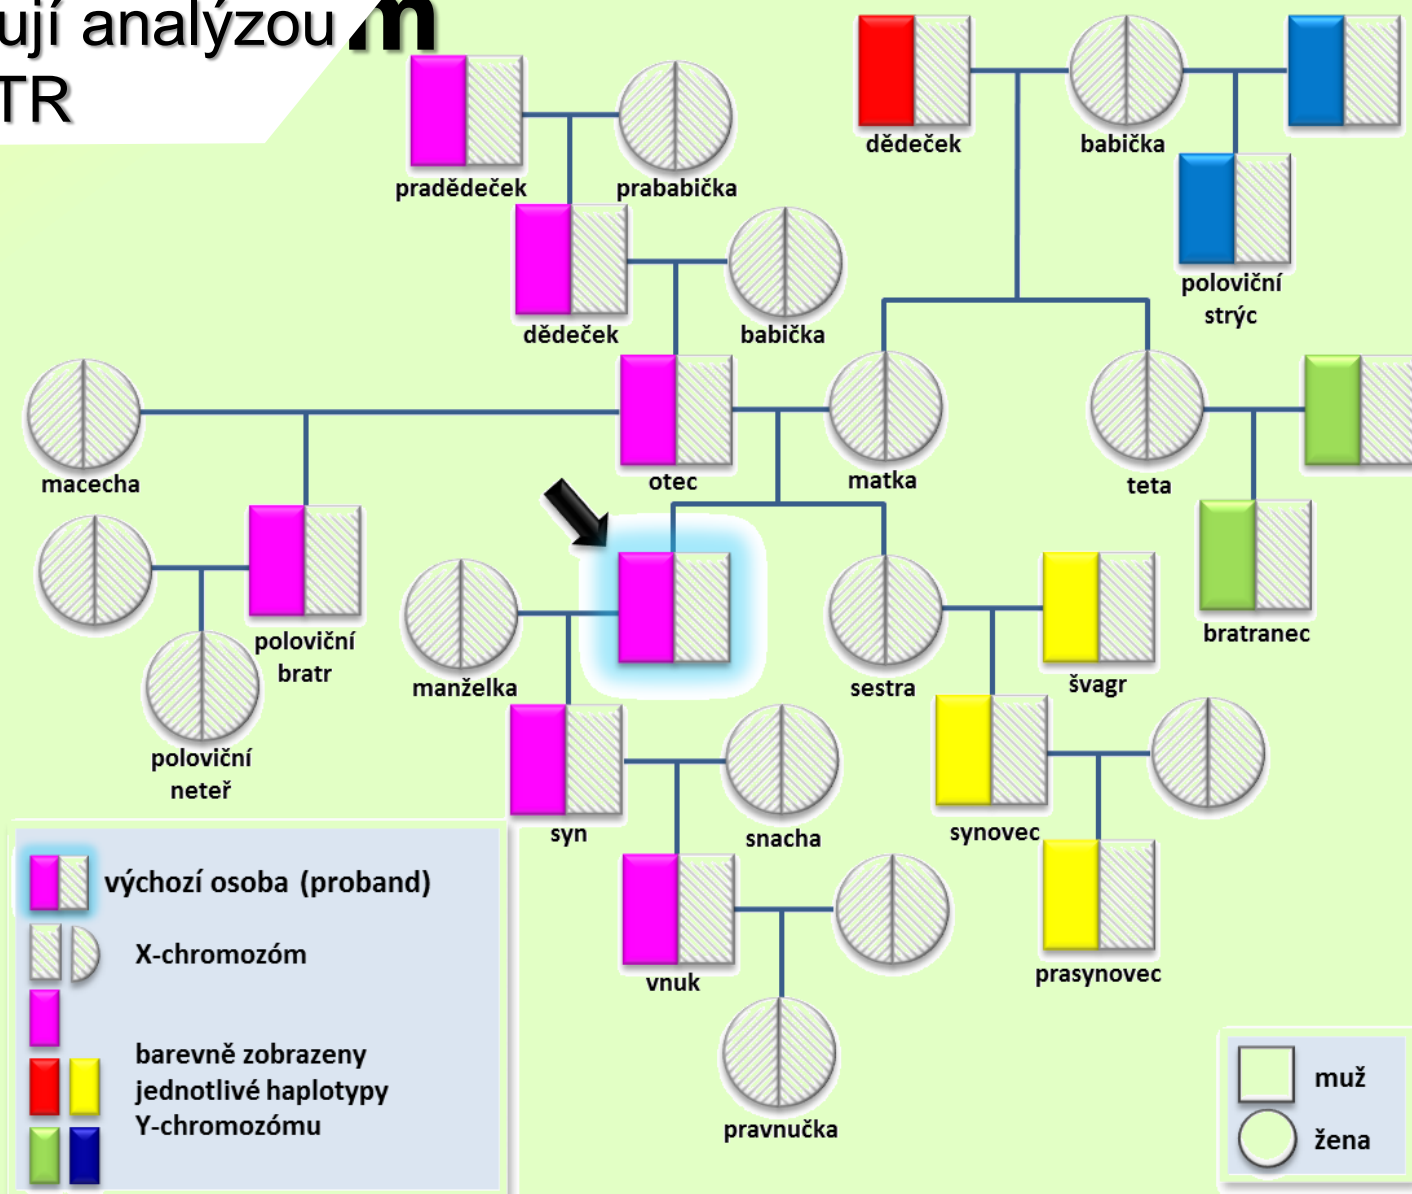 ují analýzou m
TR
pradědeček
prababička
dědeček
babička
dědeček
babička
poloviční
strýc
macecha
otec
matka
teta
poloviční
bratr
manželka
sestra
švagr
bratranec
poloviční
neteř
syn
snacha
synovec
vnuk
prasynovec
pravnučka
výchozí osoba (proband)
X-chromozóm
barevně zobrazeny
jednotlivé haplotypy
Y-chromozómu
muž
žena